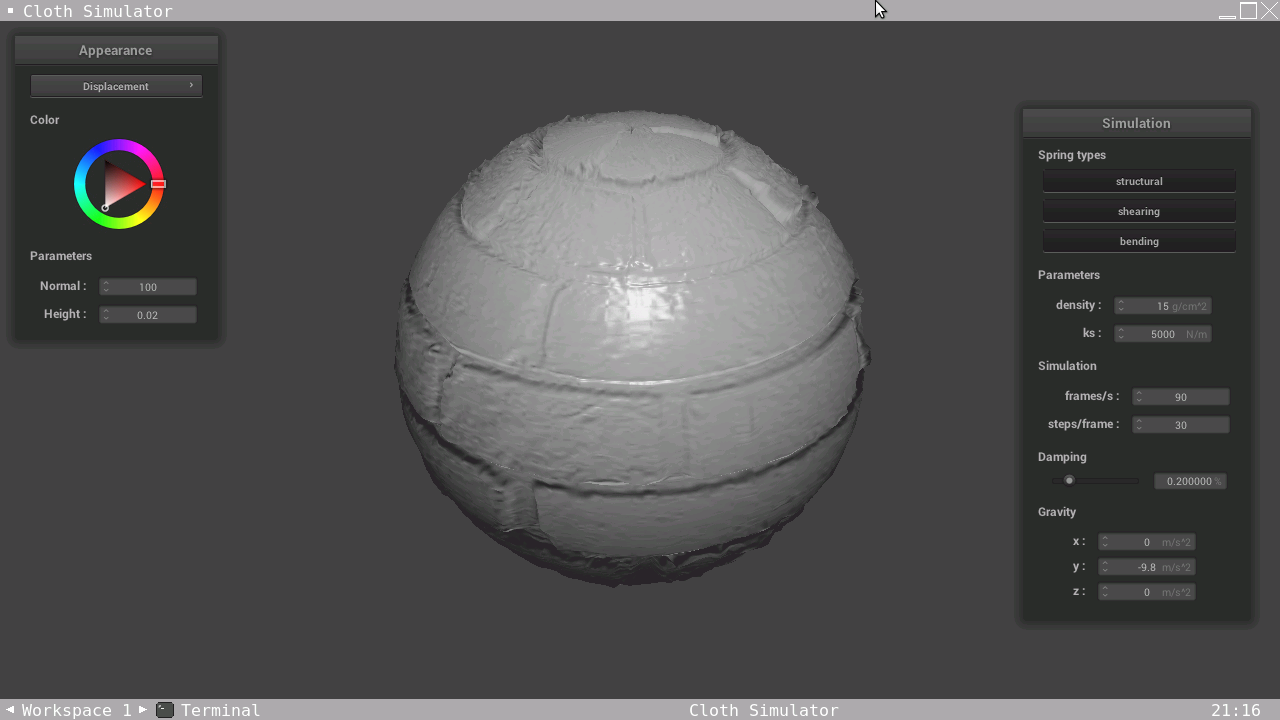 Cloth Simulator
Appearance
Displacement
Color
Parameters
Normal : 100
Height : 0.02
Simulation
Spring types
structural
shearing
bending
Parameters
density : 15 g/cm^2
ks : 5000 N/m
Simulation
frames/s : 90
steps/frame : 30
Damping
0.200000 %
Gravity
x : 0 m/s^2
y : -9.8 m/s^2
z : 0 m/s^2
Workspace 1 Terminal Cloth Simulator 21:16